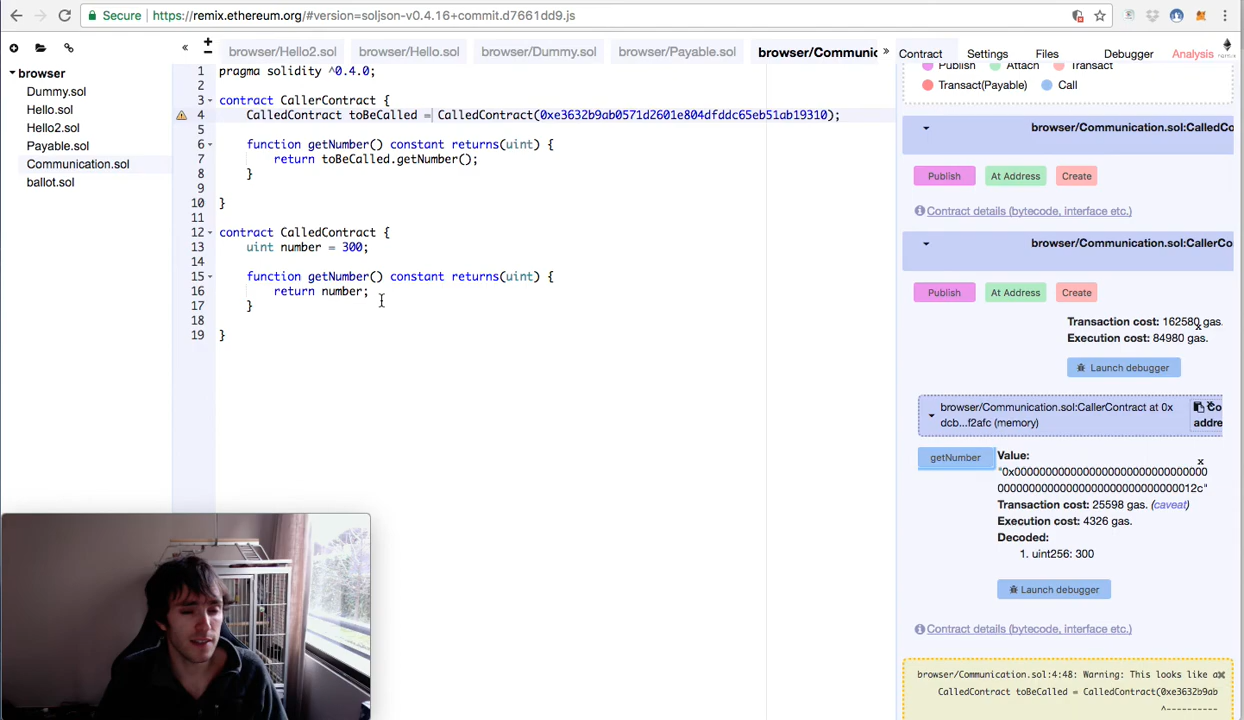 Secure https://remix.ethereum.org/#version=soljson-v0.4.16+commit.d7661dd9.js
« + browser/Hello2.sol browser/Hello.sol browser/Dummy.sol browser/Payable.sol browser/Communic » Contract Settings Files Debugger Analysis
browser
Dummy.sol
Hello.sol
Hello2.sol
Payable.sol
Communication.sol
ballot.sol
1 pragma solidity ^0.4.0;
2
3 contract CallerContract {
4 CalledContract toBeCalled = CalledContract(0xe3632b9ab0571d2601e804dfddc65eb51ab19310);
5
6 function getNumber() constant returns(uint) {
7 return toBeCalled.getNumber();
8 }
9
10 }
11
12 contract CalledContract {
13 uint number = 300;
14
15 function getNumber() constant returns(uint) {
16 return number;
17 }
18
19 }
Publish Attach Transact
Transact(Payable) Call
browser/Communication.sol:CalledCo
Publish At Address Create
Contract details (bytecode, interface etc.)
browser/Communication.sol:CallerCo
Publish At Address Create
Transaction cost: 162580 gas.
Execution cost: 84980 gas.
Launch debugger
browser/Communication.sol:CallerContract at 0x
dcb...f2afc (memory)
Co
addre
getNumber
Value:
x
"0x00000000000000000000000000000
0000000000000000000000000000000012c"
Transaction cost: 25598 gas. (caveat)
Execution cost: 4326 gas.
Decoded:
1. uint256: 300
Launch debugger
Contract details (bytecode, interface etc.)
browser/Communication.sol:4:48: Warning: This looks like a
CalledContract toBeCalled = CalledContract(0xe3632b9ab
^----------